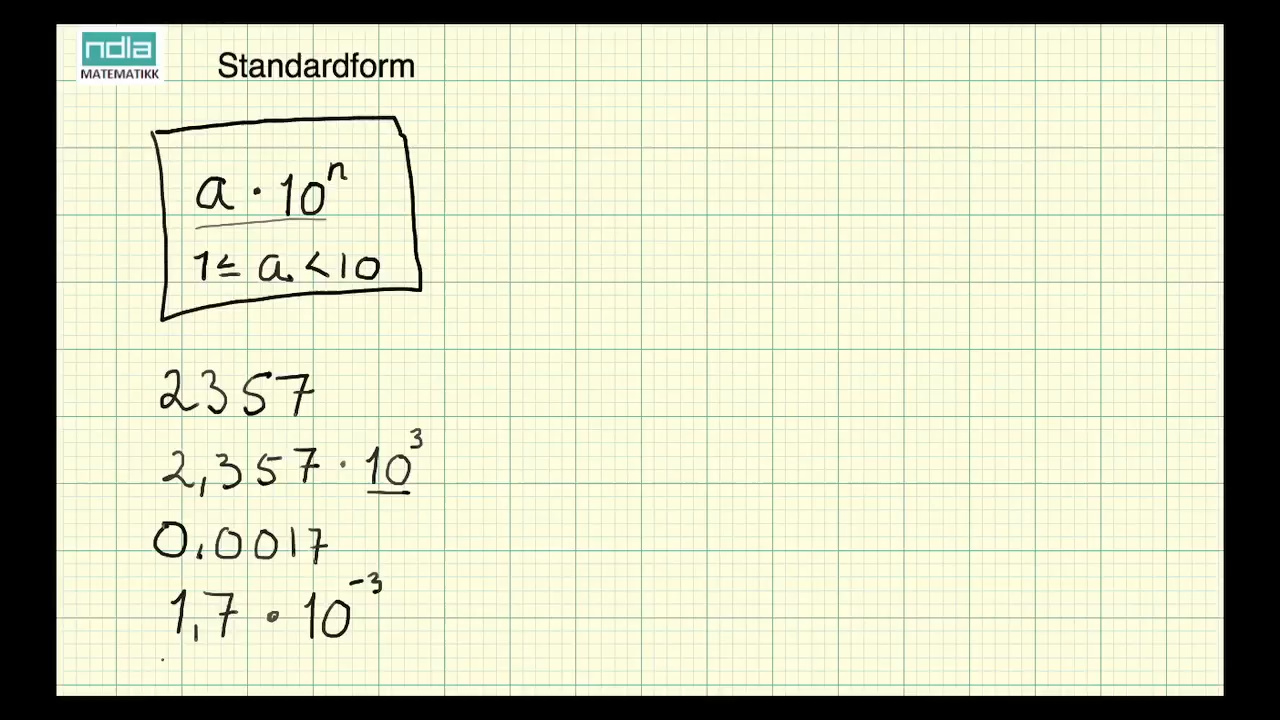 ndla
MATEMATIKK
Standardform
a · 10ⁿ
1 ≤ a < 10
2357
2,357 · 10³
0,0017
1,7 · 10⁻³